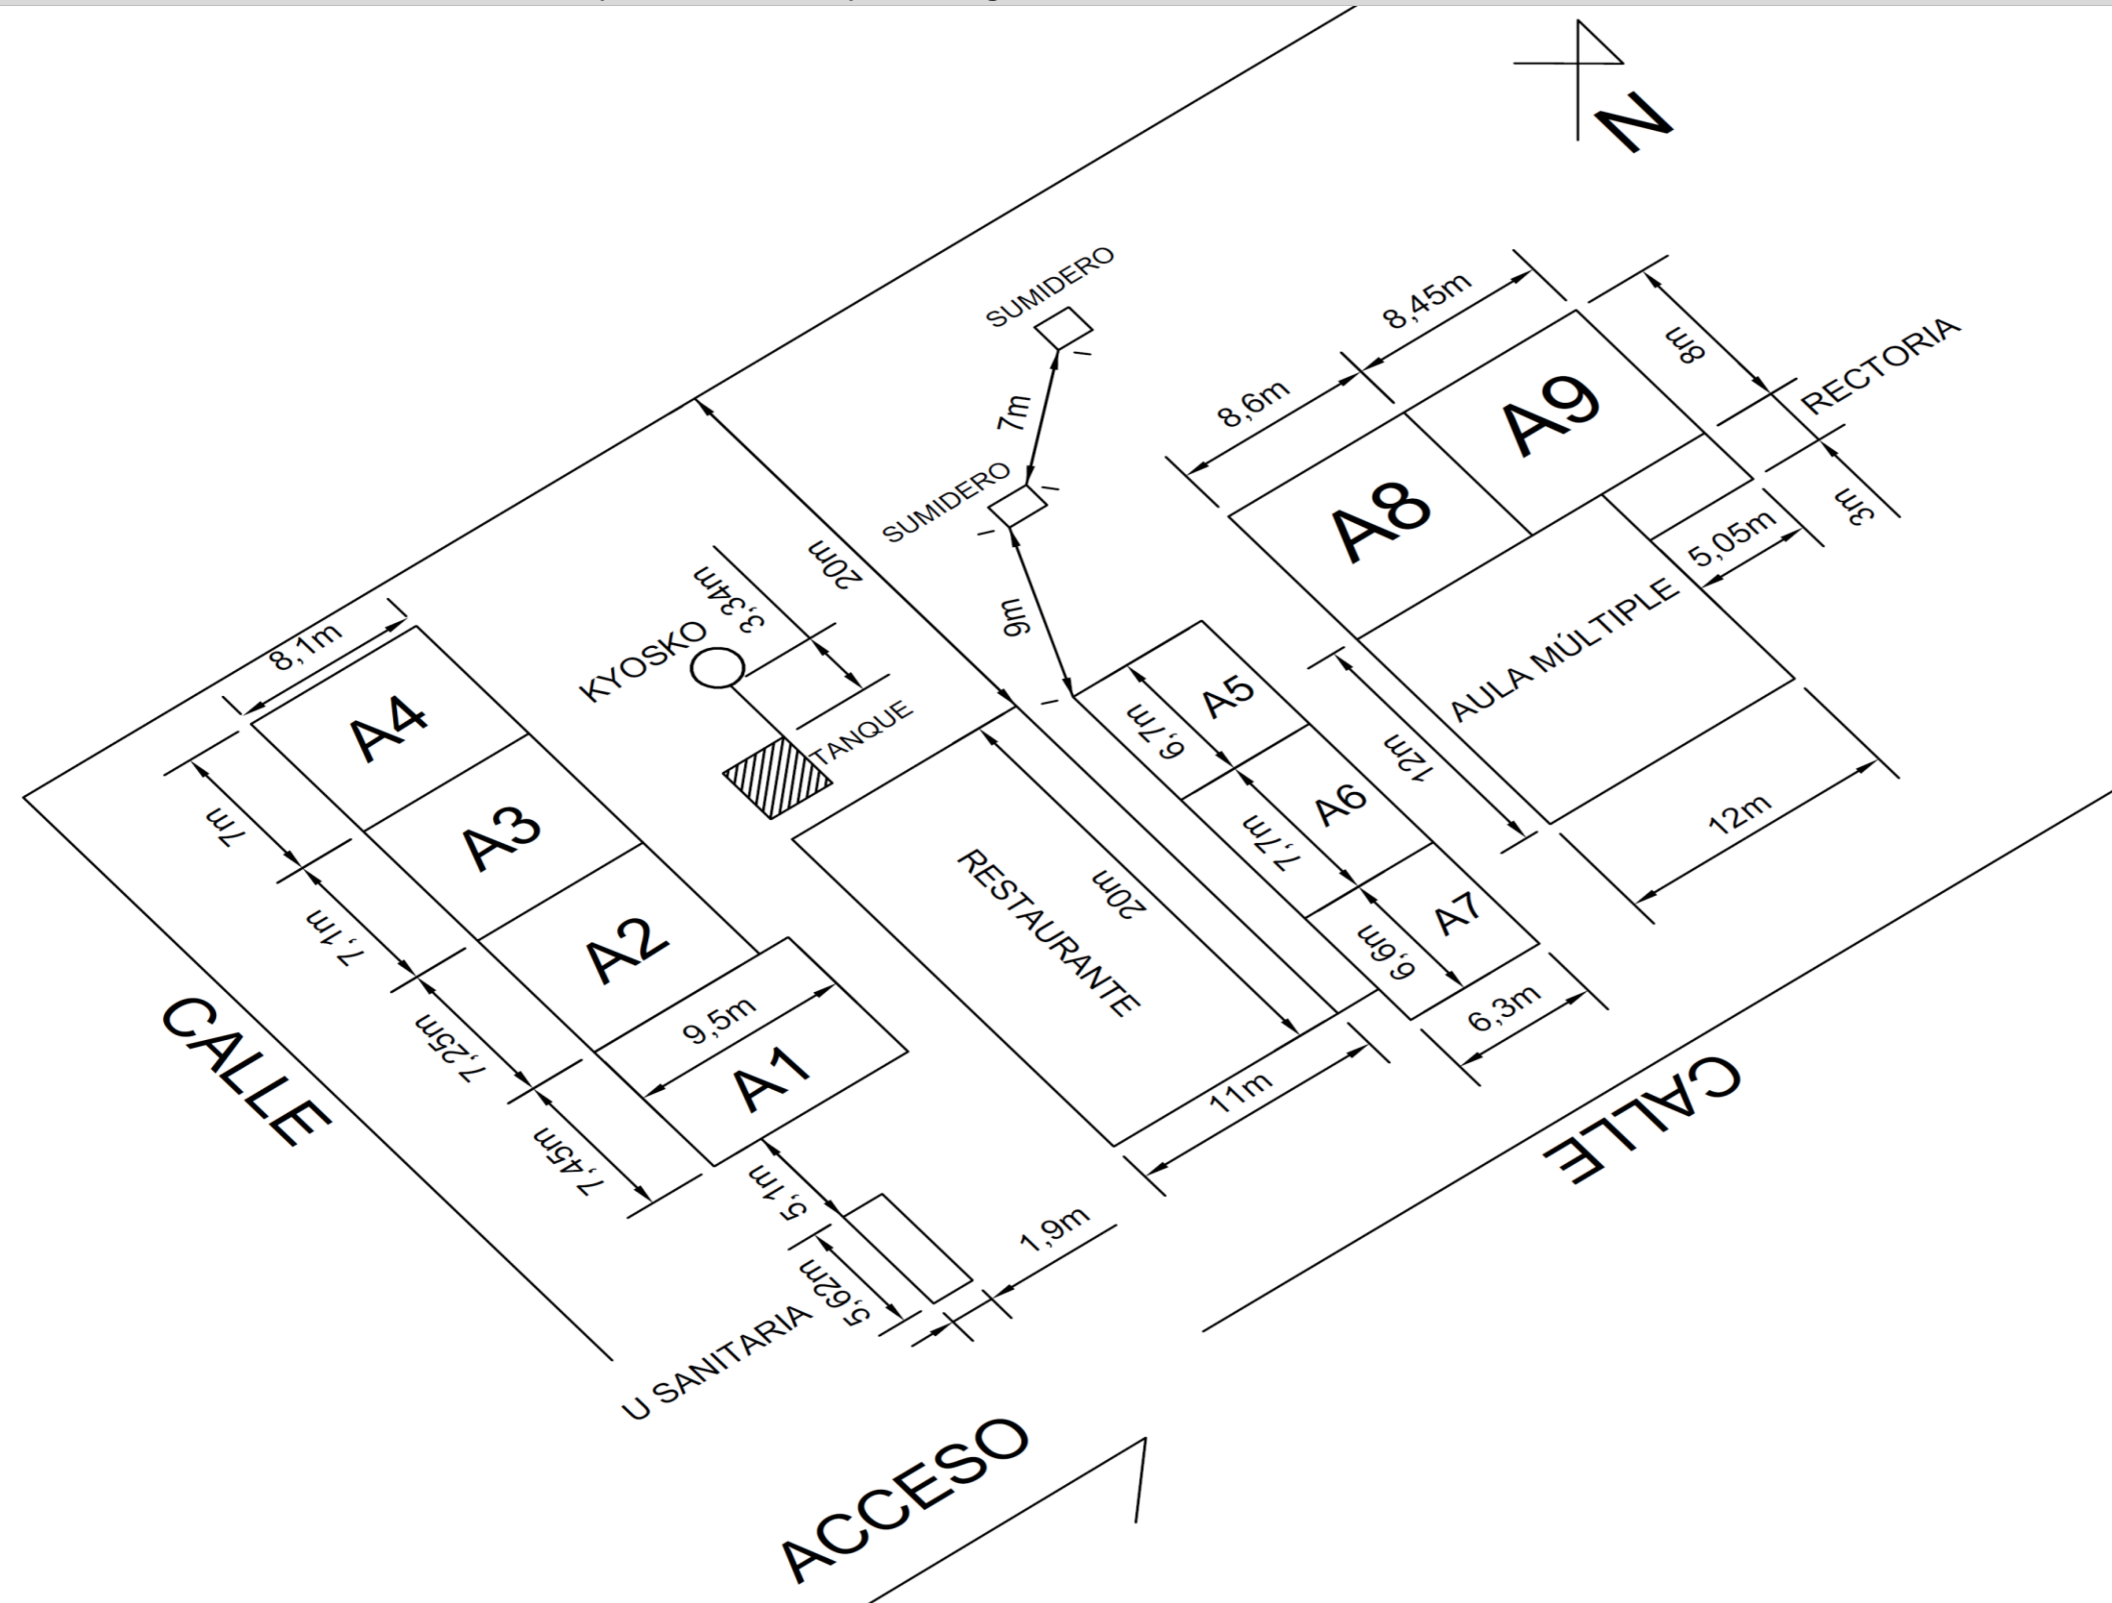 N
SUMIDERO
8,45m
8m
RECTORIA
7m
8,6m
A9
SUMIDERO
A8
3m
20m
5,05m
3,34m
9m
AULA MÚLTIPLE
KYOSKO
8,1m
A4
TANQUE
A5
6,7m
12m
A6
12m
7m
A3
7,7m
20m
RESTAURANTE
A7
7,1m
A2
6,6m
6,3m
CALLE
7,25m
9,5m
A1
11m
CALLE
7,45m
5,1m
1,9m
5,62m
U SANITARIA
ACCESO